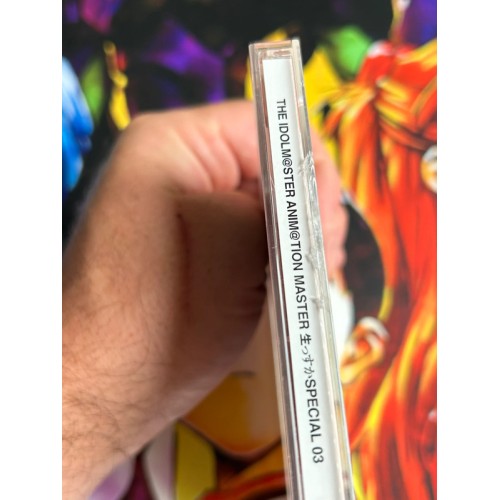 THE IDOLM@STER ANIM@TION MASTER 生っすかSPECIAL 03